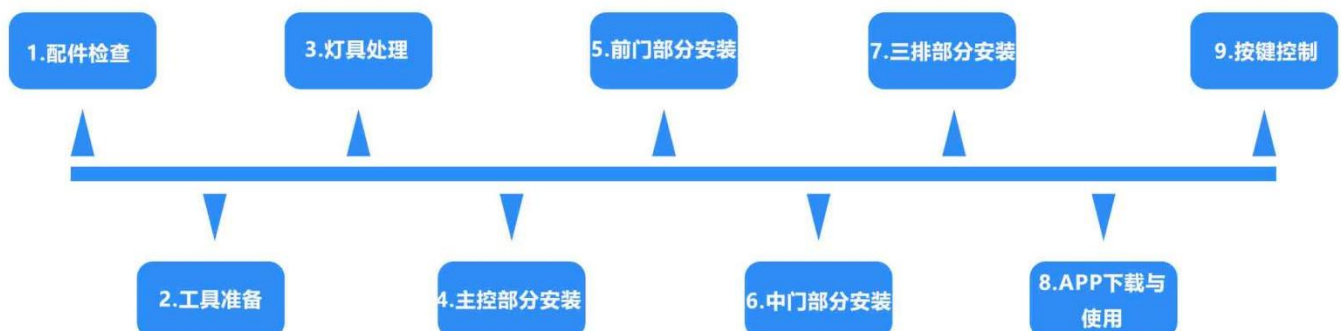 1.配件检查
3.灯具处理
5.前门部分安装
7.三排部分安装
9.按键控制
2.工具准备
4.主控部分安装
6.中门部分安装
8.APP下载与
使用